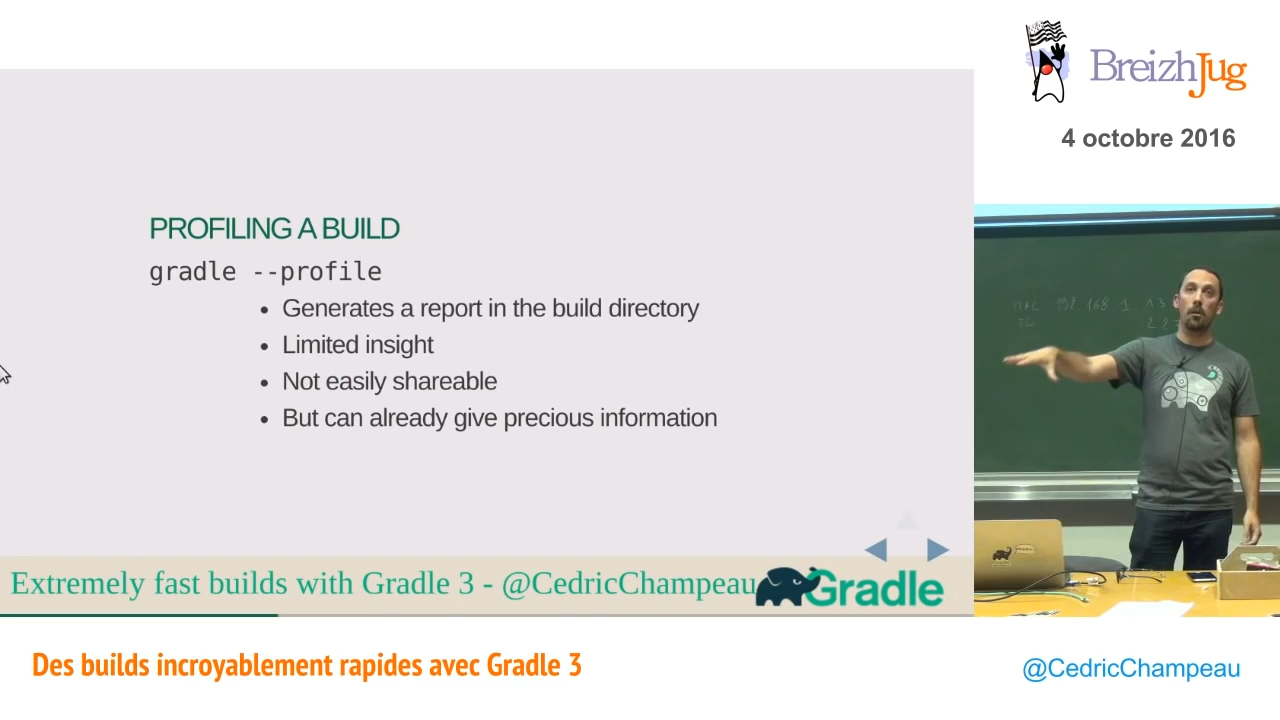 BreizhJug
4 octobre 2016
PROFILING A BUILD
gradle --profile
• Generates a report in the build directory
• Limited insight
• Not easily shareable
• But can already give precious information
Extremely fast builds with Gradle 3 - @CedricChampeau
Gradle
Des builds incroyablement rapides avec Gradle 3
@CedricChampeau